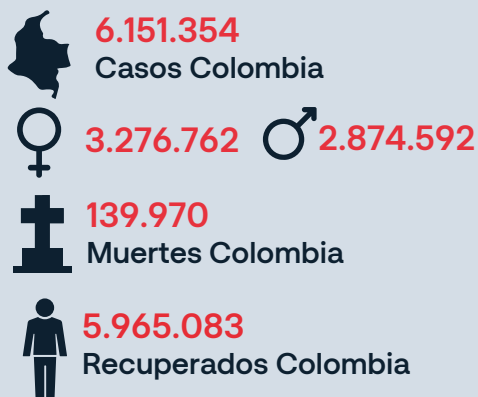 6.151.354
Casos Colombia
3.276.762 2.874.592
139.970
Muertes Colombia
5.965.083
Recuperados Colombia